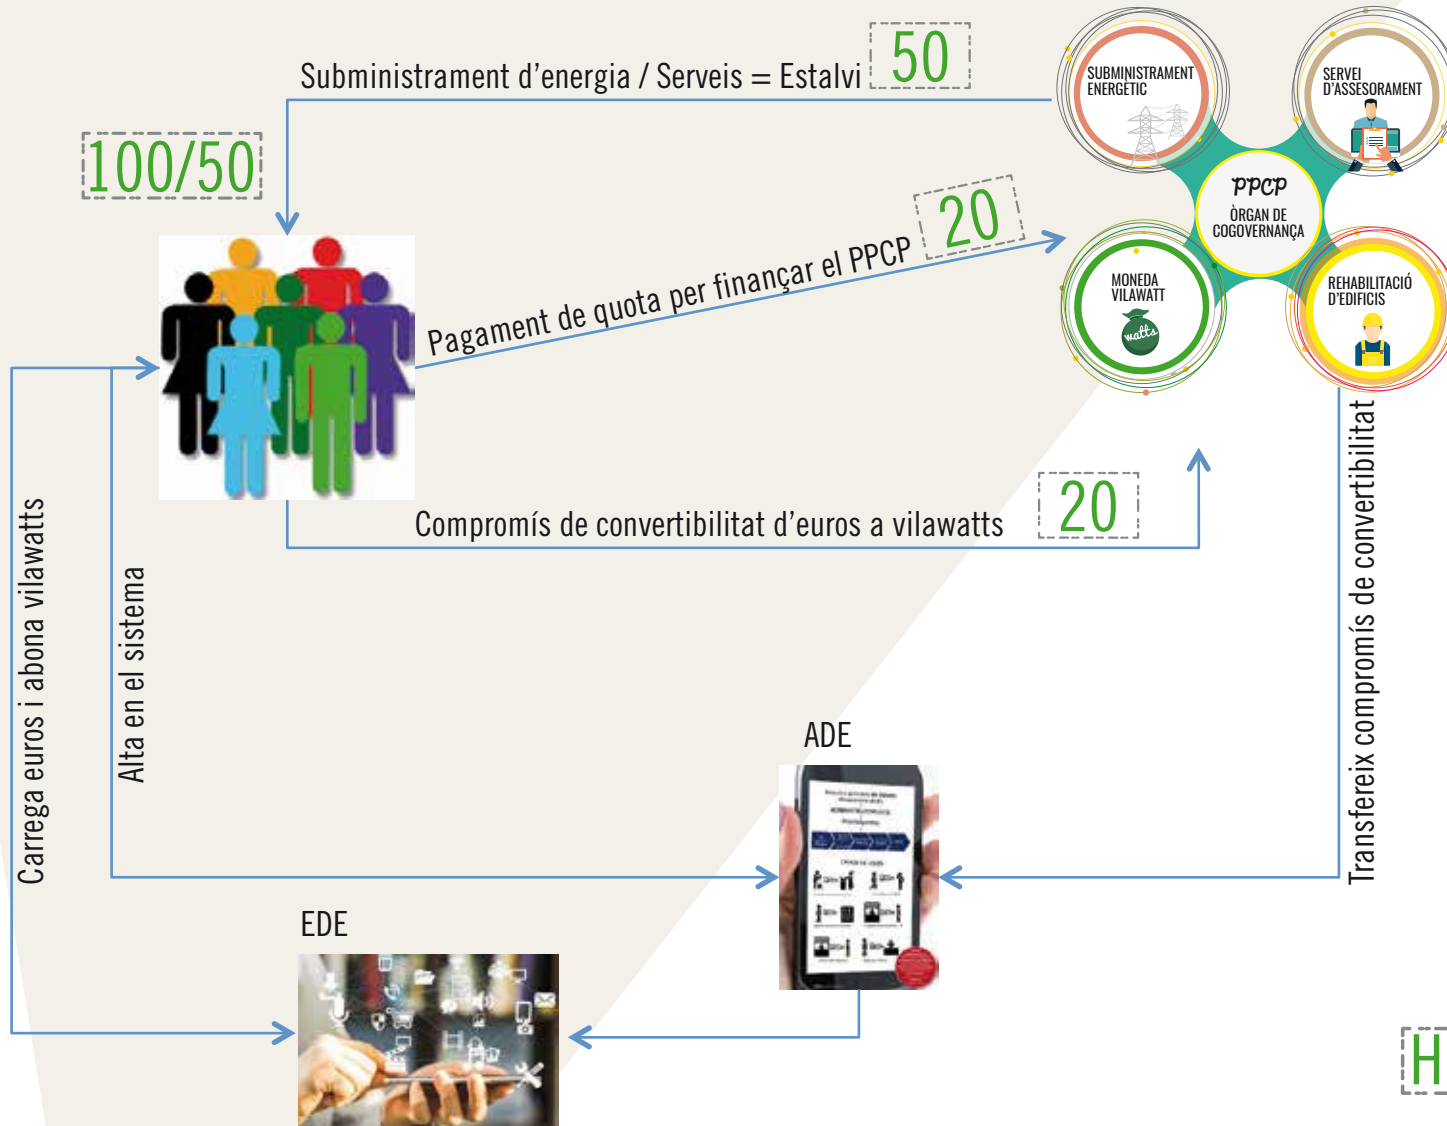 Subministrament d'energia / Serveis = Estalvi
50
100/50
SUBMINISTRAMENT
ENERGÈTIC
SERVEI
D'ASSESSORAMENT
PPCP
ÒRGAN DE
COGOVERNANÇA
MONEDA
VILAWATT
watts
REHABILITACIÓ
D'EDIFICIS
Pagament de quota per finançar el PPCP
20
Compromís de convertibilitat d'euros a vilawatts
20
Carrega euros i abona vilawatts
Alta en el sistema
Transfereix compromís de convertibilitat
ADE
EDE
H